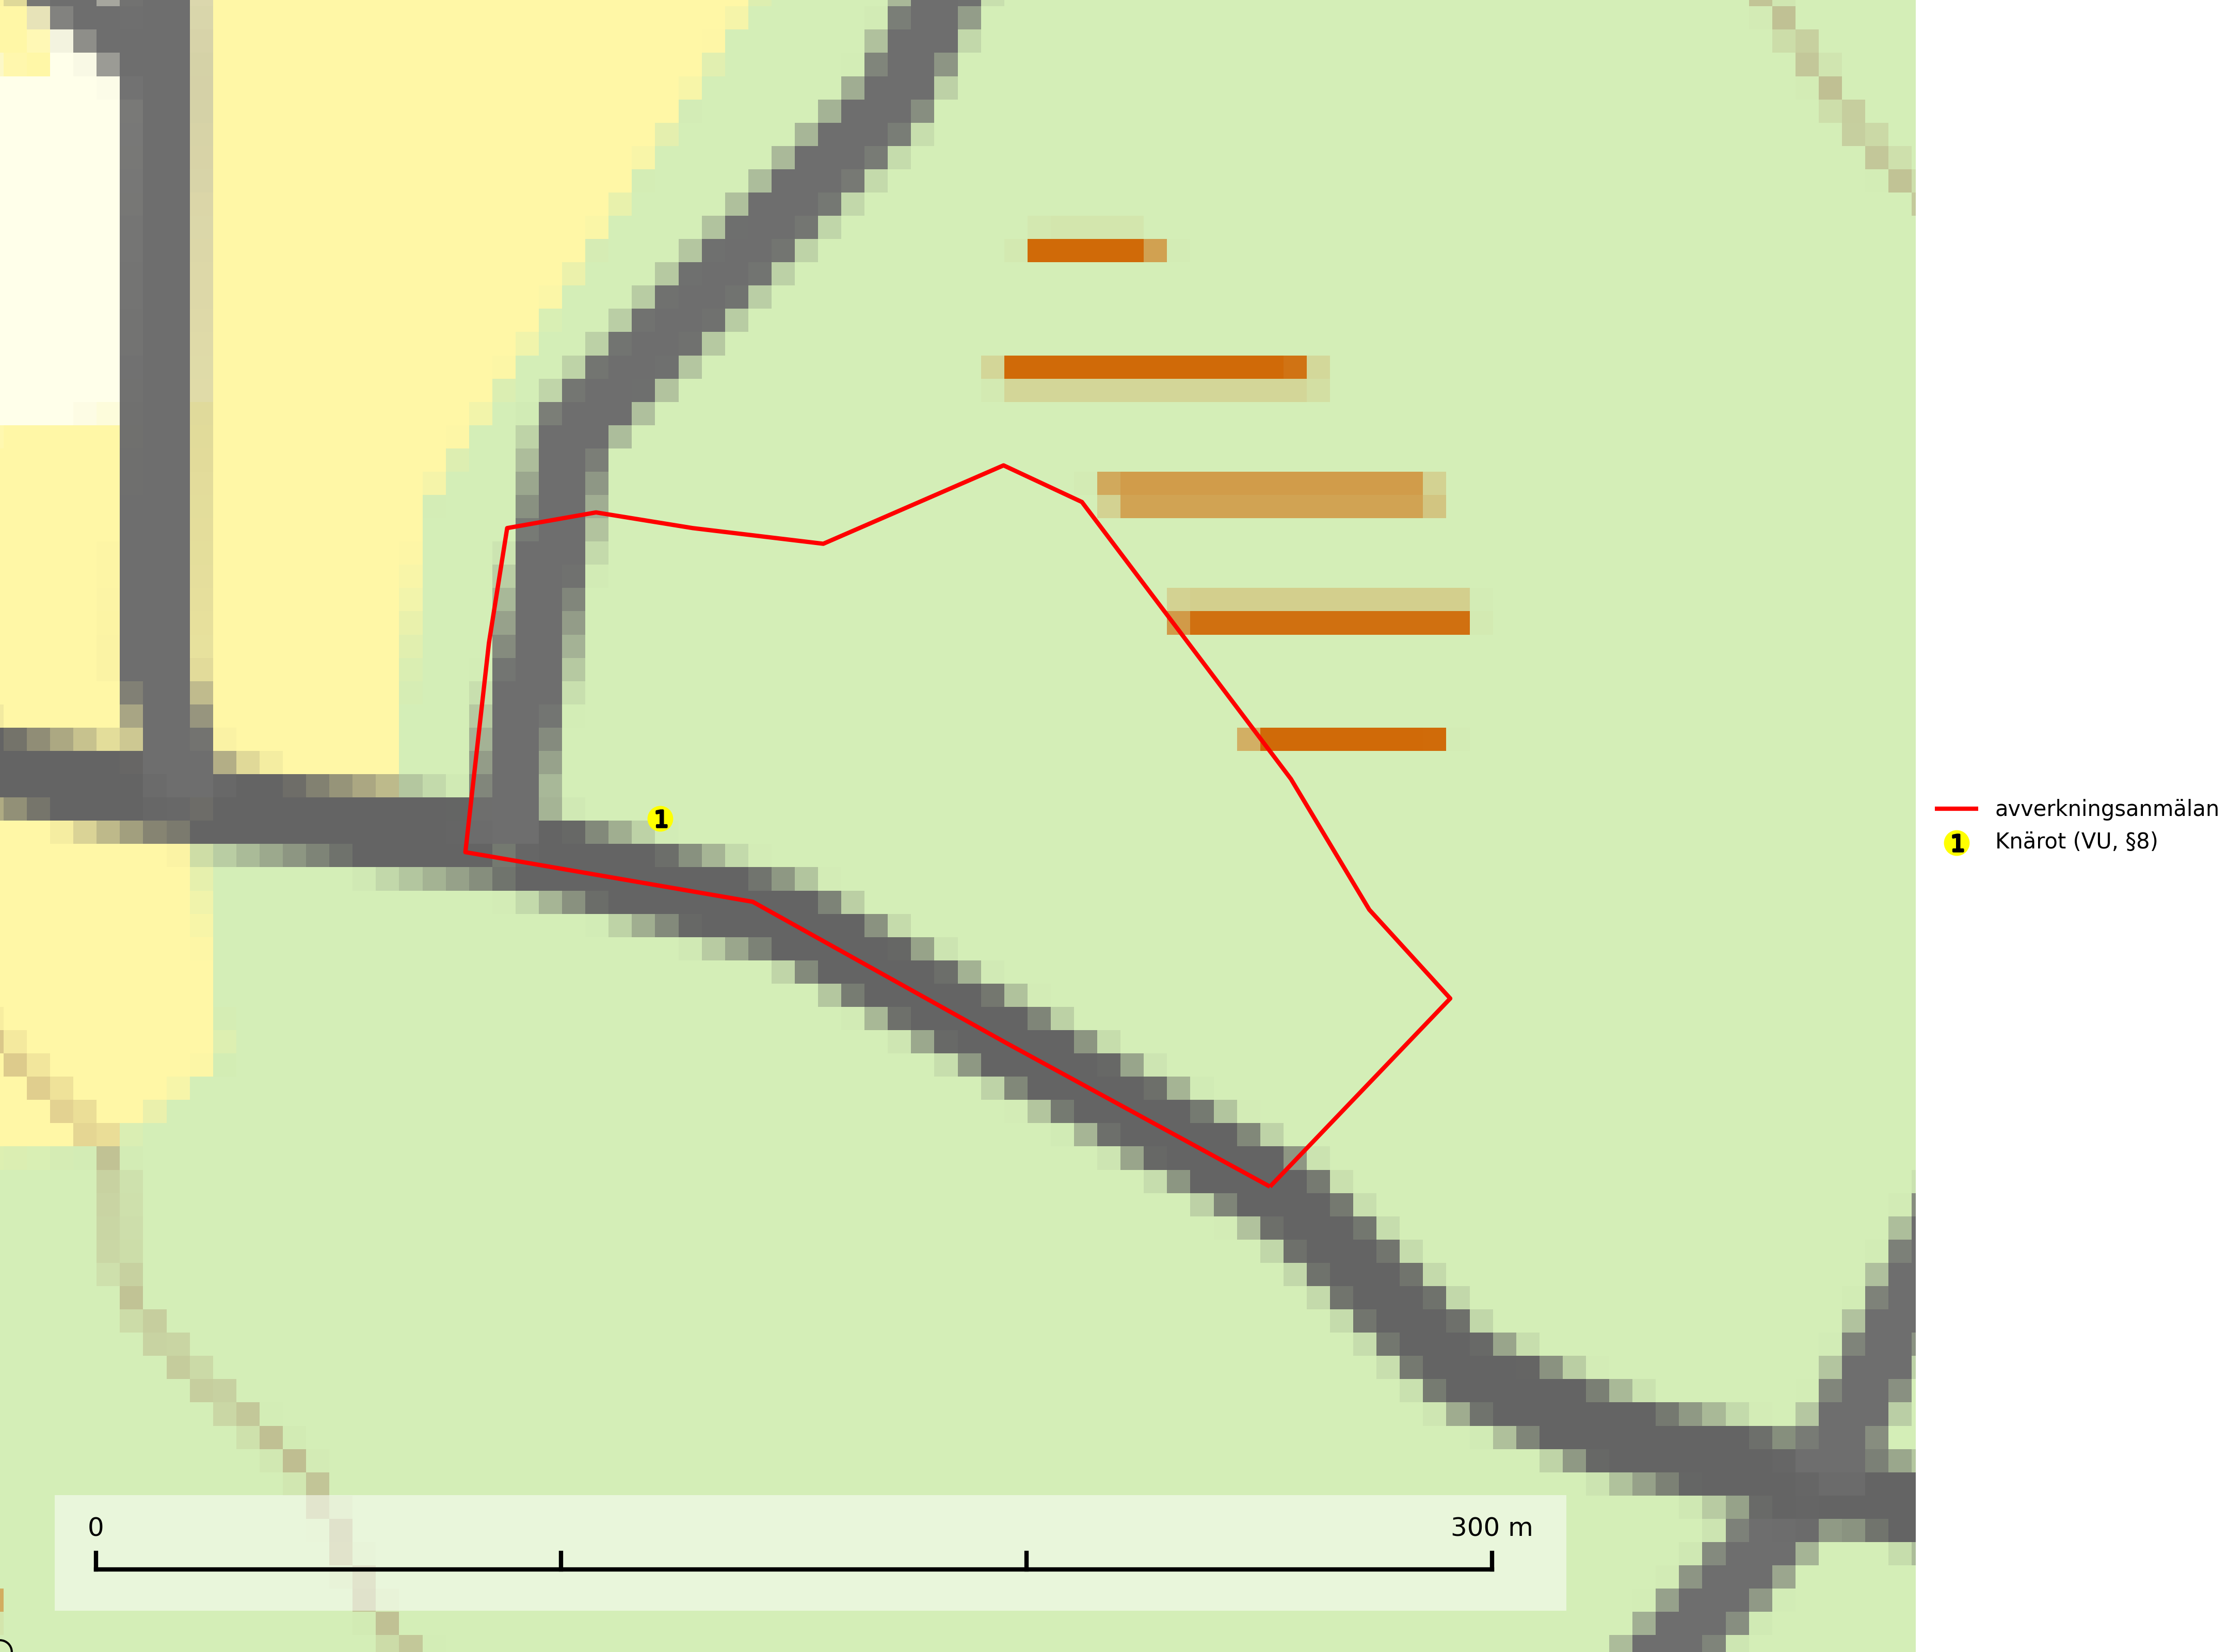 1
avverkningsanmälan
1 Knärot (VU, §8)
0 300 m